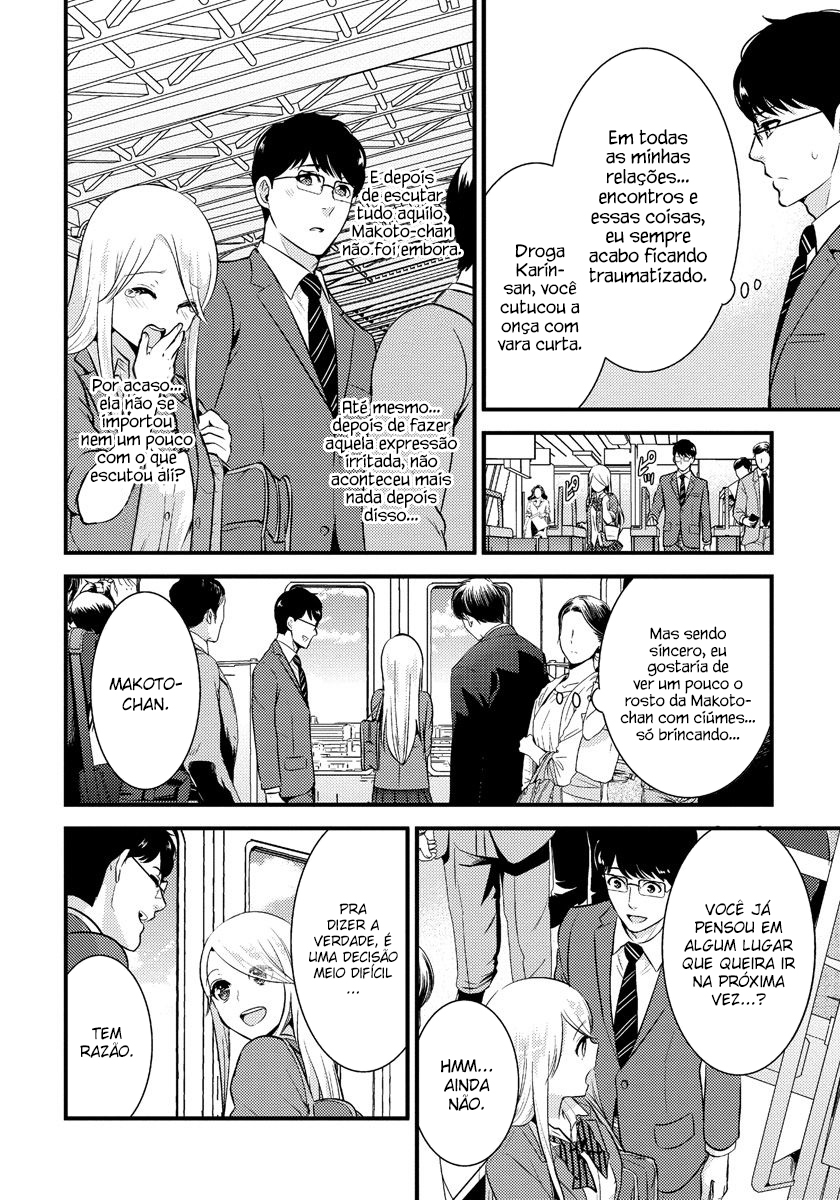 Em todas
as minhas
relações...
encontros e
essas coisas,
eu sempre
acabo ficando
traumatizado.
Droga
Karin-
san, você
cutucou a
onça com
vara curta.
E depois
de escutar
tudo aquilo,
Makoto-chan
não foi embora.
Até mesmo...
depois de fazer
aquela expressão
irritada, não
aconteceu mais
nada depois
disso...
Por acaso...
ela não se
importou
nem um pouco
com o que
escutou ali?
ピッ
ピッ
Mas sendo
sincero, eu
gostaria de
ver um pouco o
rosto da Makoto-
chan com ciúmes...
só brincando...
MAKOTO-
CHAN.
VOCÊ JÁ
PENSOU EM
ALGUM LUGAR
QUE QUEIRA IR
NA PRÓXIMA
VEZ...?
HMM...
AINDA
NÃO.
PRA
DIZER A
VERDADE, É
UMA DECISÃO
MEIO DIFÍCIL
...
TEM
RAZÃO.